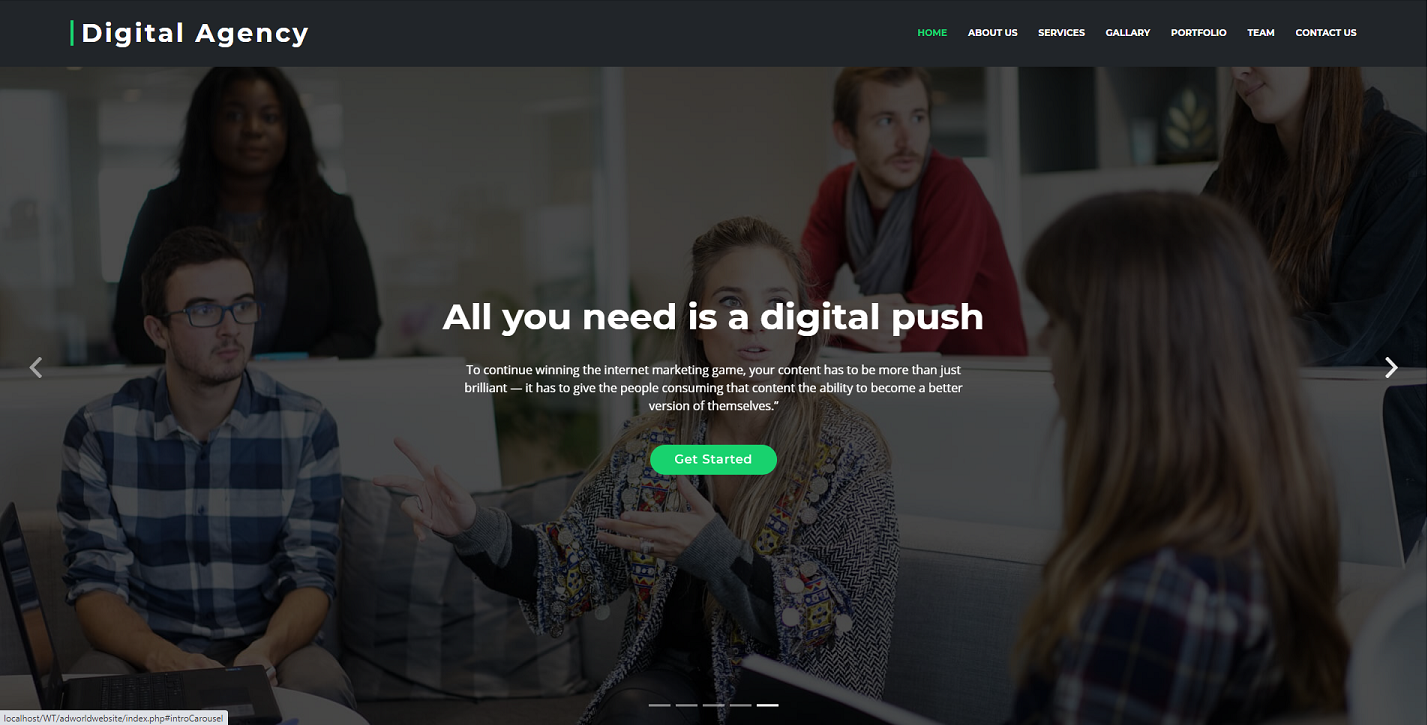 Digital Agency
HOME ABOUT US SERVICES GALLARY PORTFOLIO TEAM CONTACT US
All you need is a digital push
To continue winning the internet marketing game, your content has to be more than just
brilliant — it has to give the people consuming that content the ability to become a better
version of themselves.”
Get Started
localhost/WT/adworldwebsite/index.php#introCarousel